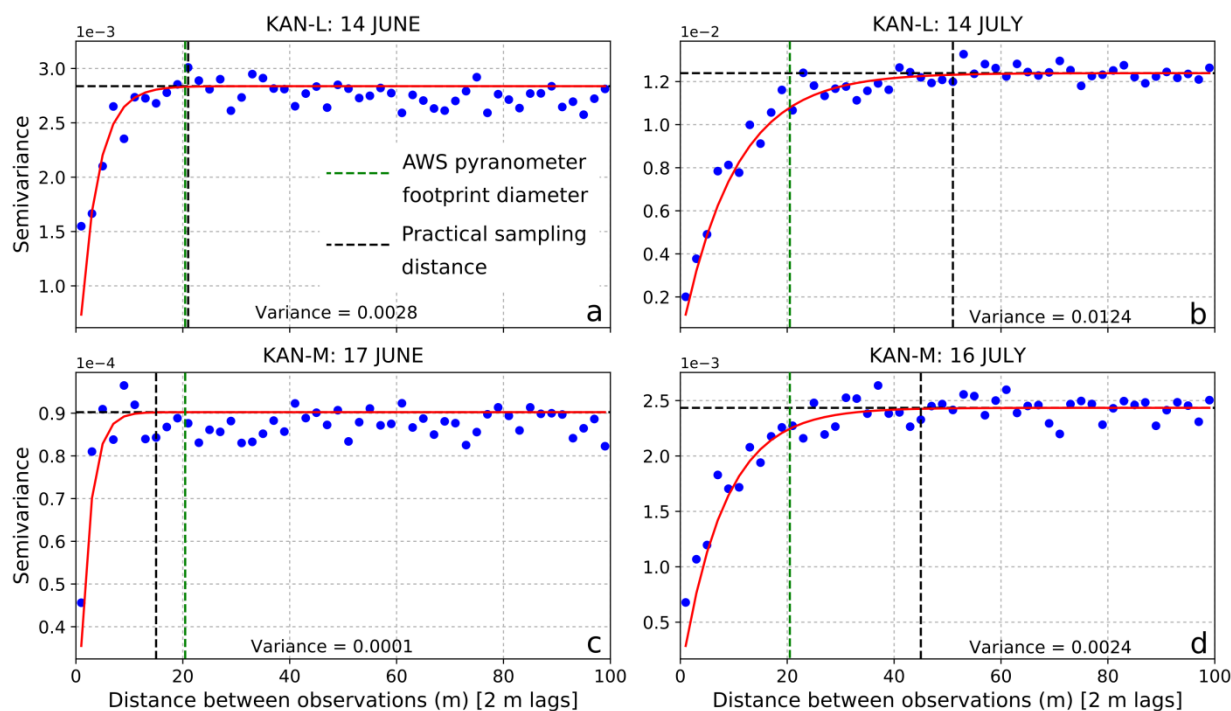 KAN-L: 14 JUNE
1e−3
Semivariance
3.0
2.5
2.0
1.5
1.0
AWS pyranometer
footprint diameter
Practical sampling
distance
Variance = 0.0028
a
KAN-L: 14 JULY
1e−2
1.2
1.0
0.8
0.6
0.4
0.2
Variance = 0.0124
b
KAN-M: 17 JUNE
1e−4
Semivariance
0.9
0.8
0.7
0.6
0.5
0.4
Variance = 0.0001
c
0 20 40 60 80 100
Distance between observations (m) [2 m lags]
KAN-M: 16 JULY
1e−3
2.5
2.0
1.5
1.0
0.5
Variance = 0.0024
d
0 20 40 60 80 100
Distance between observations (m) [2 m lags]